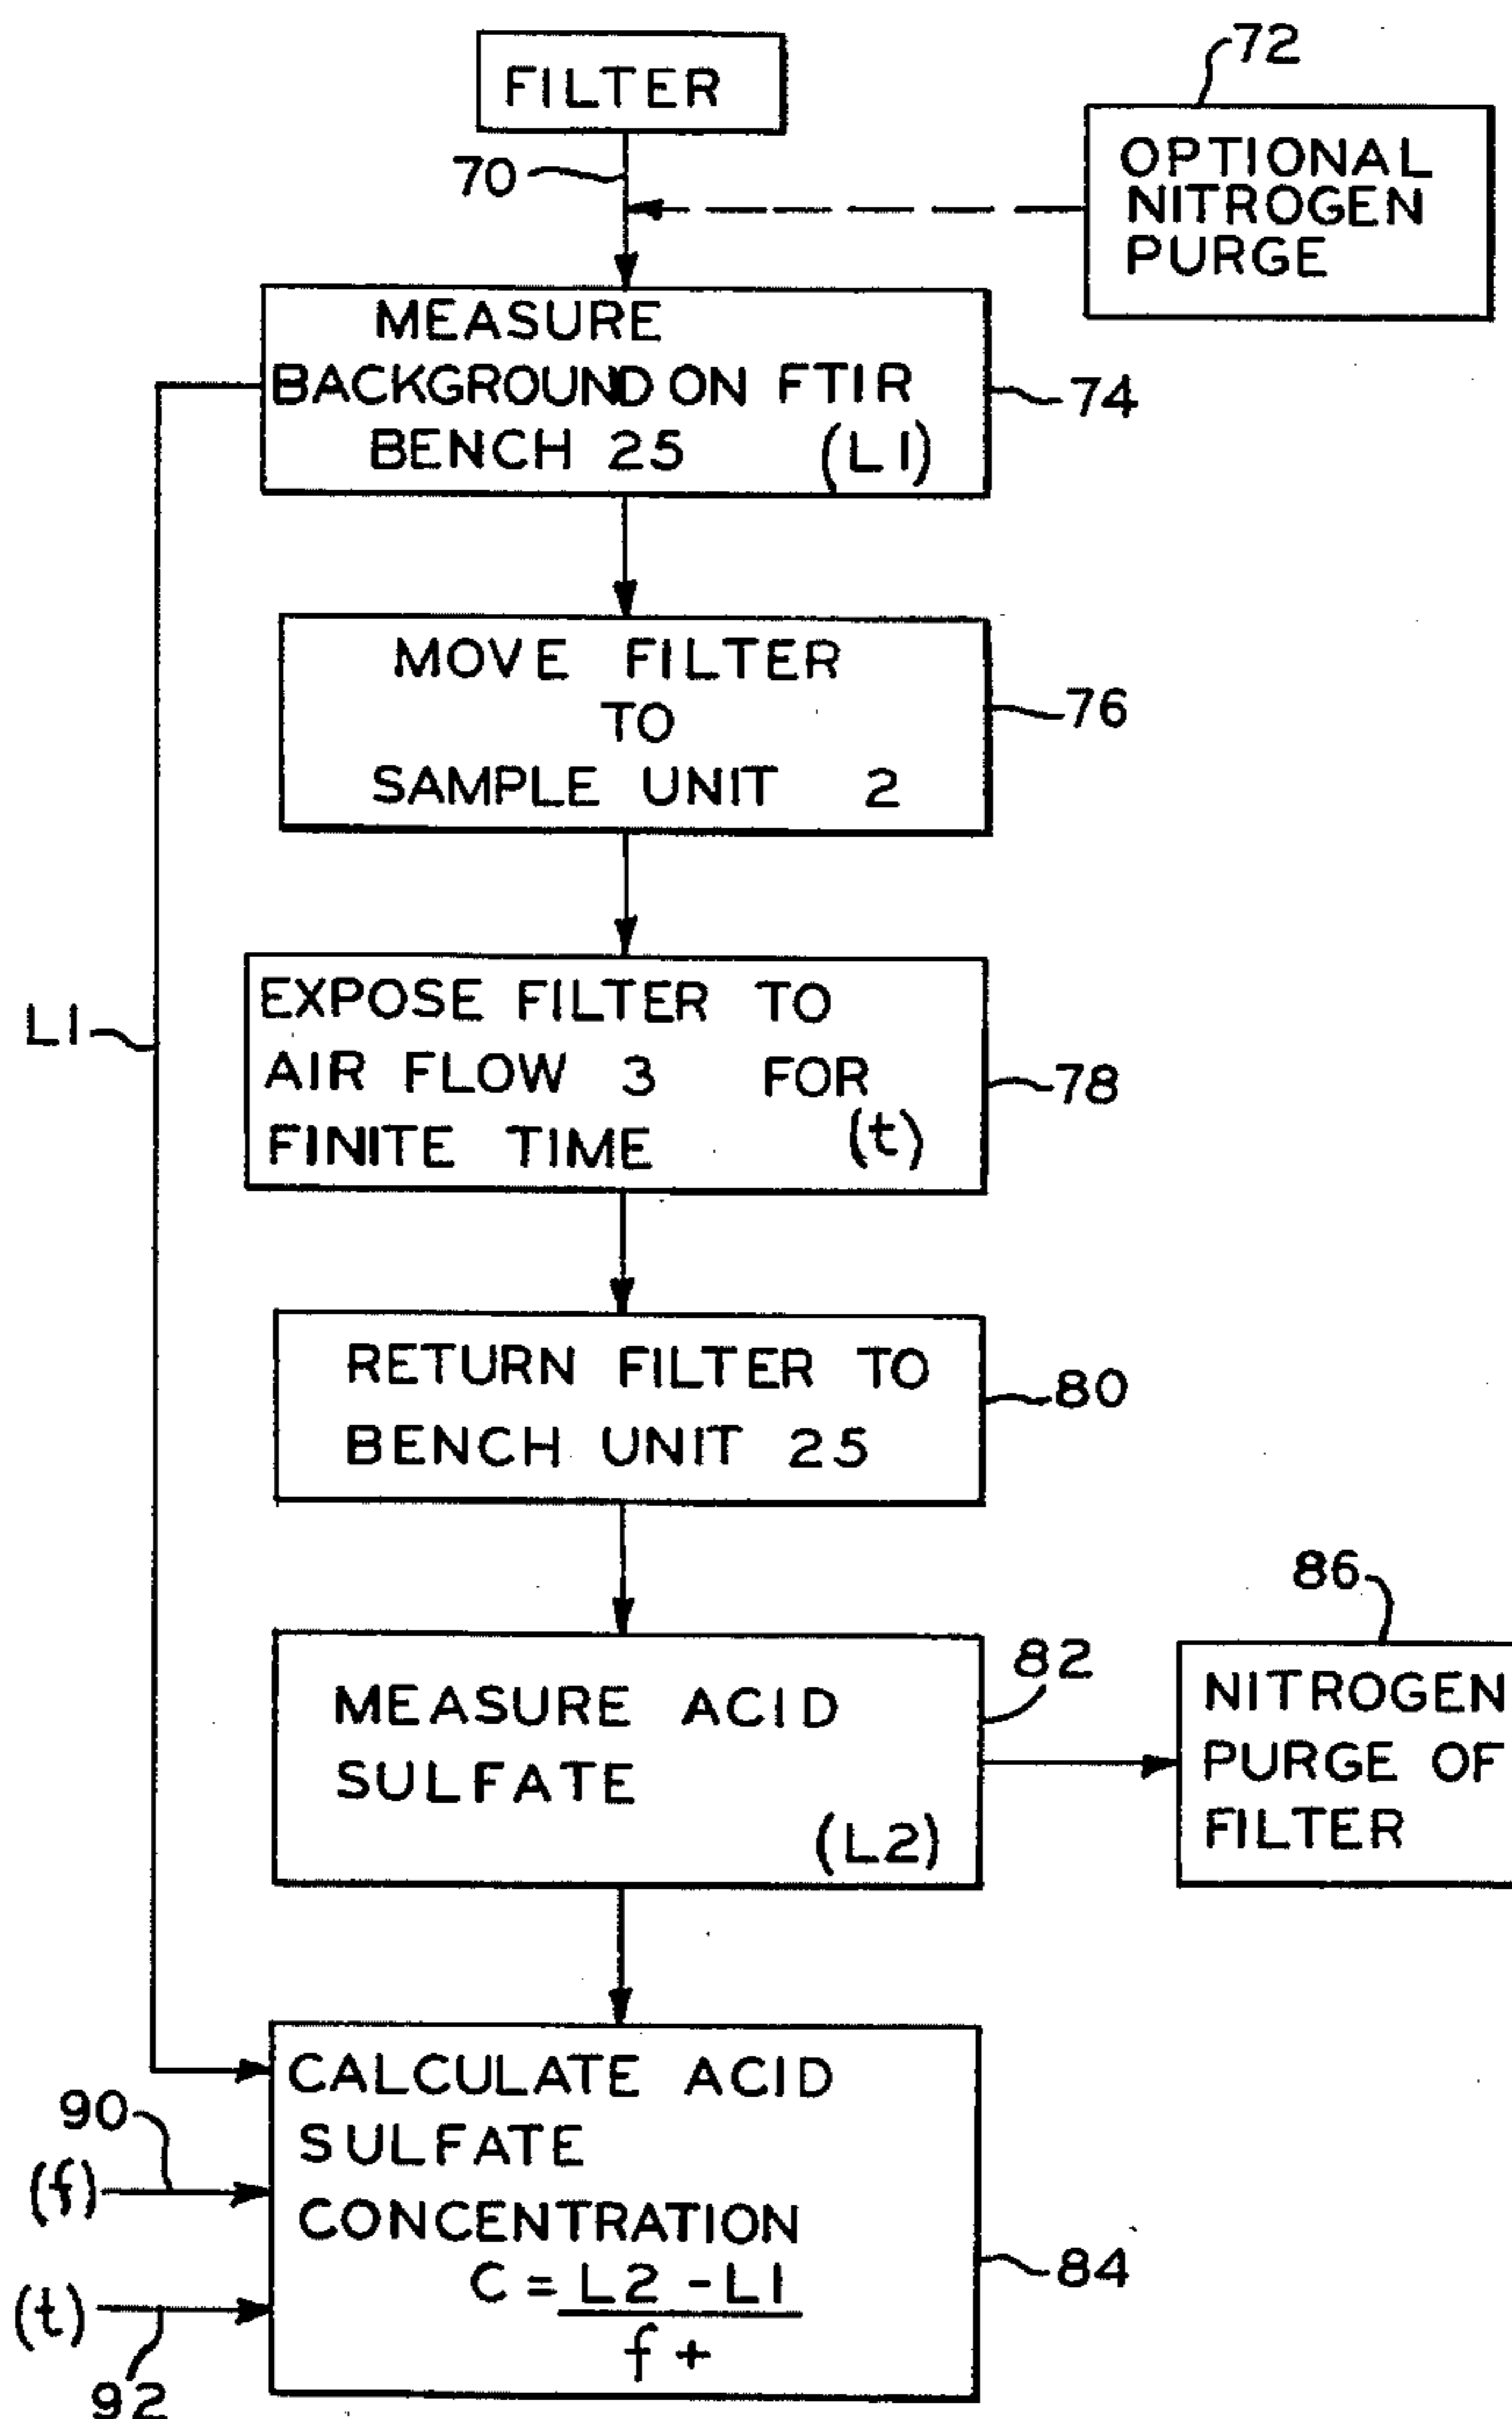 FILTER
72
70
OPTIONAL
NITROGEN
PURGE
MEASURE
BACKGROUND ON FTIR
BENCH 25 (L1)
74
MOVE FILTER
TO
SAMPLE UNIT 2
76
L1
EXPOSE FILTER TO
AIR FLOW 3 FOR
FINITE TIME (t)
78
RETURN FILTER TO
BENCH UNIT 25
80
MEASURE ACID
SULFATE
(L2)
82
86
NITROGEN
PURGE OF
FILTER
CALCULATE ACID
SULFATE
CONCENTRATION
C = L2 - L1
f +
84
90
(f)
(t)
92